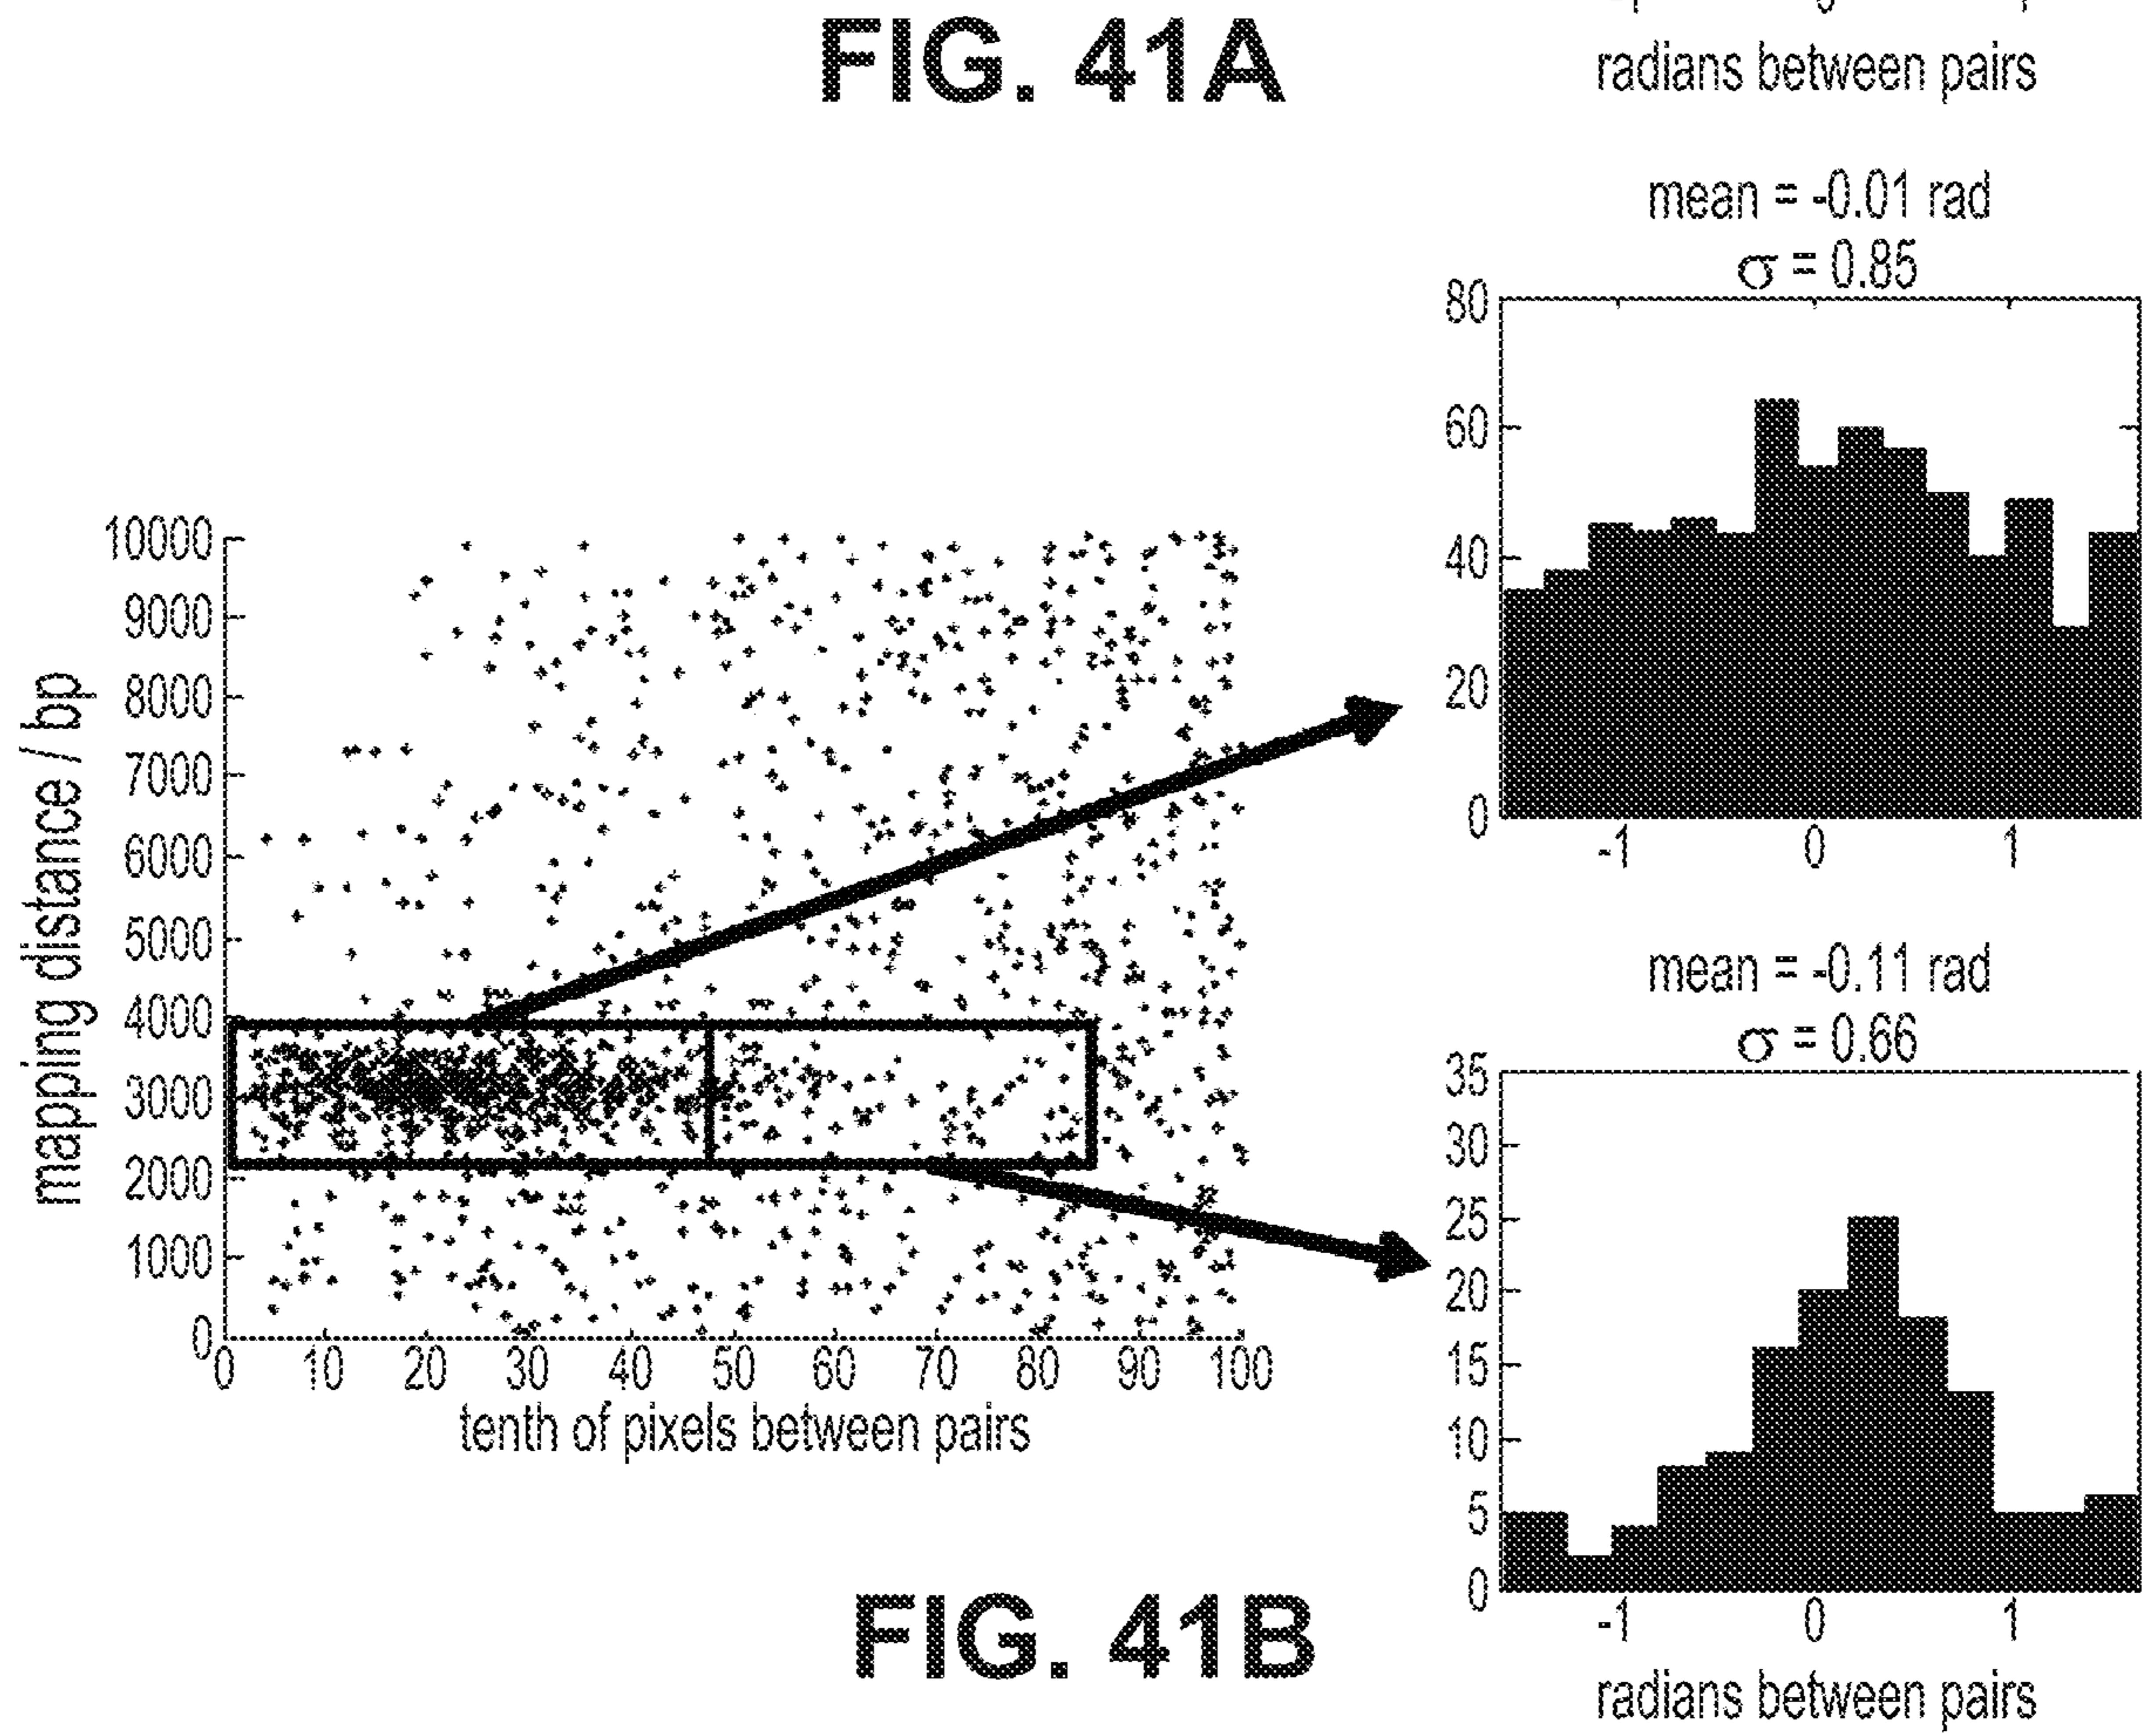 FIG. 41A
radians between pairs
mean = -0.01 rad
σ = 0.85
80
60
40
20
0
-1 0 1
mapping distance / bp
10000
9000
8000
7000
6000
5000
4000
3000
2000
1000
0
0 10 20 30 40 50 60 70 80 90 100
tenth of pixels between pairs
mean = -0.11 rad
σ = 0.66
35
30
25
20
15
10
5
0
-1 0 1
radians between pairs
FIG. 41B